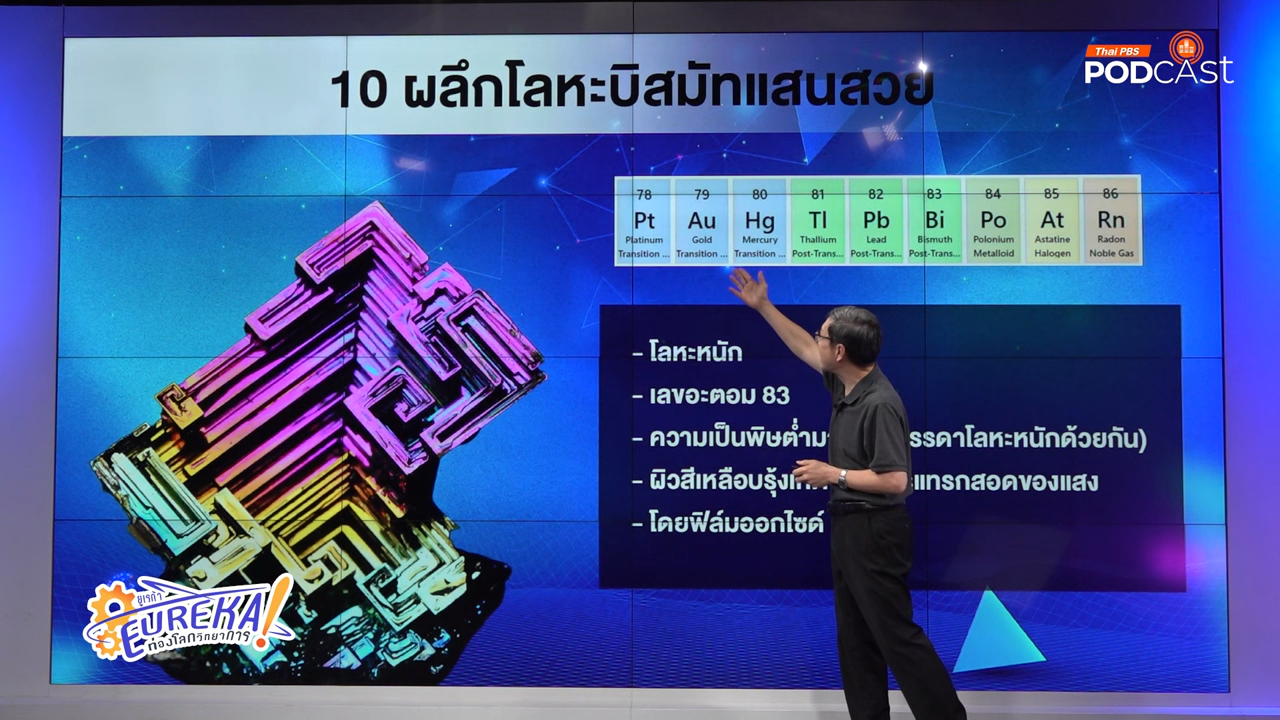 Thai PBS
PODCAST
10 ผลึกโลหะบิสมัทแสนสวย
78 79 80 81 82 83 84 85 86
Pt Au Hg Tl Pb Bi Po At Rn
Platinum Gold Mercury Thallium Lead Bismuth Polonium Astatine Radon
Transition ... Transition ... Transition ... Post-Trans... Post-Trans... Post-Trans... Metalloid Halogen Noble Gas
- โลหะหนัก
- เลขอะตอม 83
- ความเป็นพิษต่ำ รรดาโลหะหนักด้วยกัน)
- ผิวสีเหลือบรุ้ง แทรกสอดของแสง
- โดยฟิล์มออกไซด์
ยูเรก้า
EUREKA!
ท่องโลกวิทยาการ